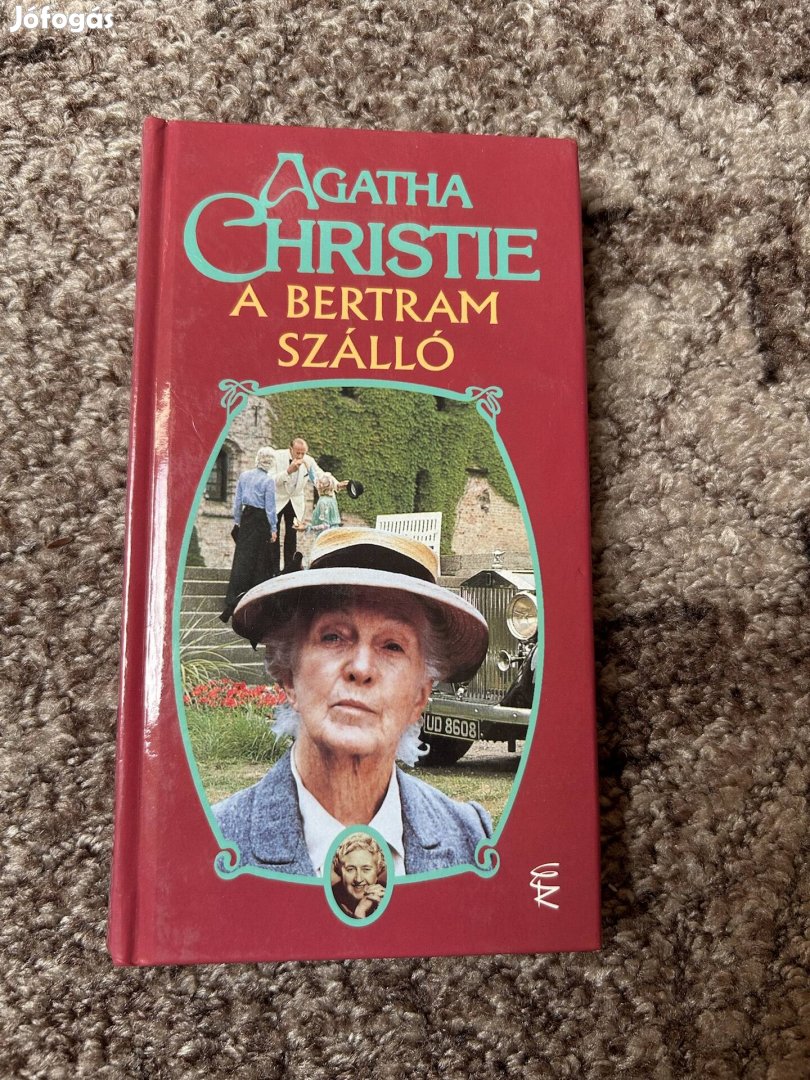 Jófogás
AGATHA
CHRISTIE
A BERTRAM
SZÁLLÓ
UD 8608